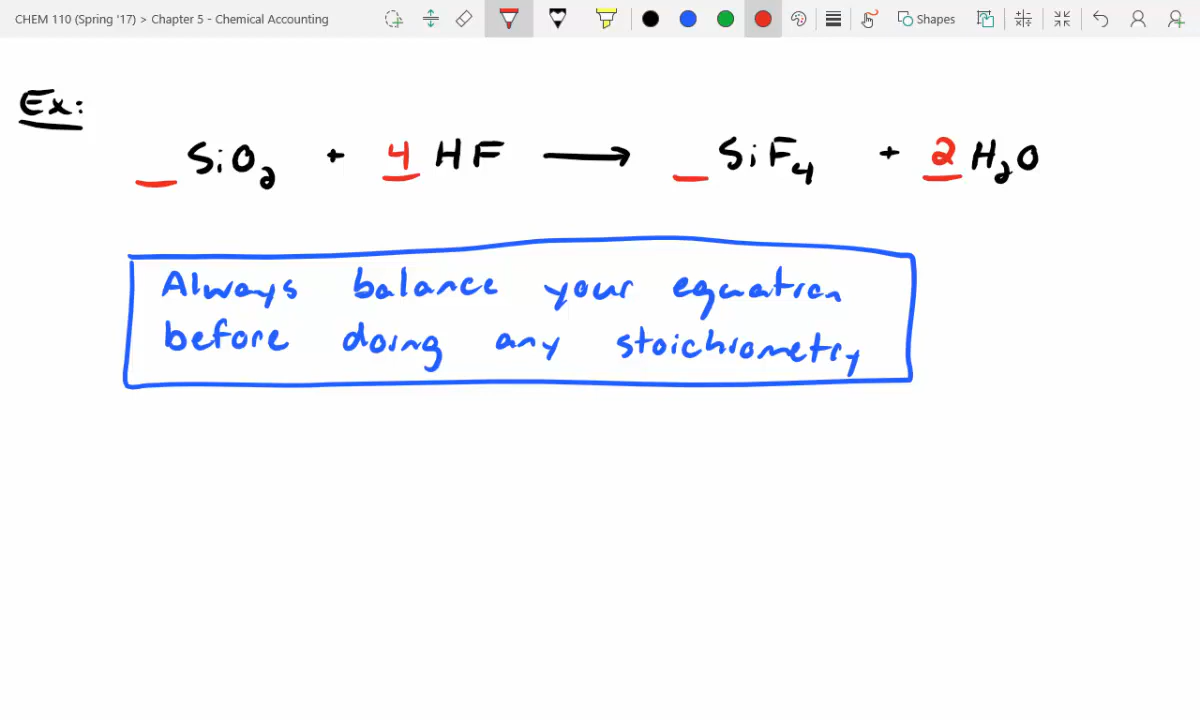 CHEM 110 (Spring '17) > Chapter 5 - Chemical Accounting Shapes
Ex:
_ SiO₂ + 4 HF ⟶ _ SiF₄ + 2 H₂O
Always balance your equation
before doing any stoichiometry